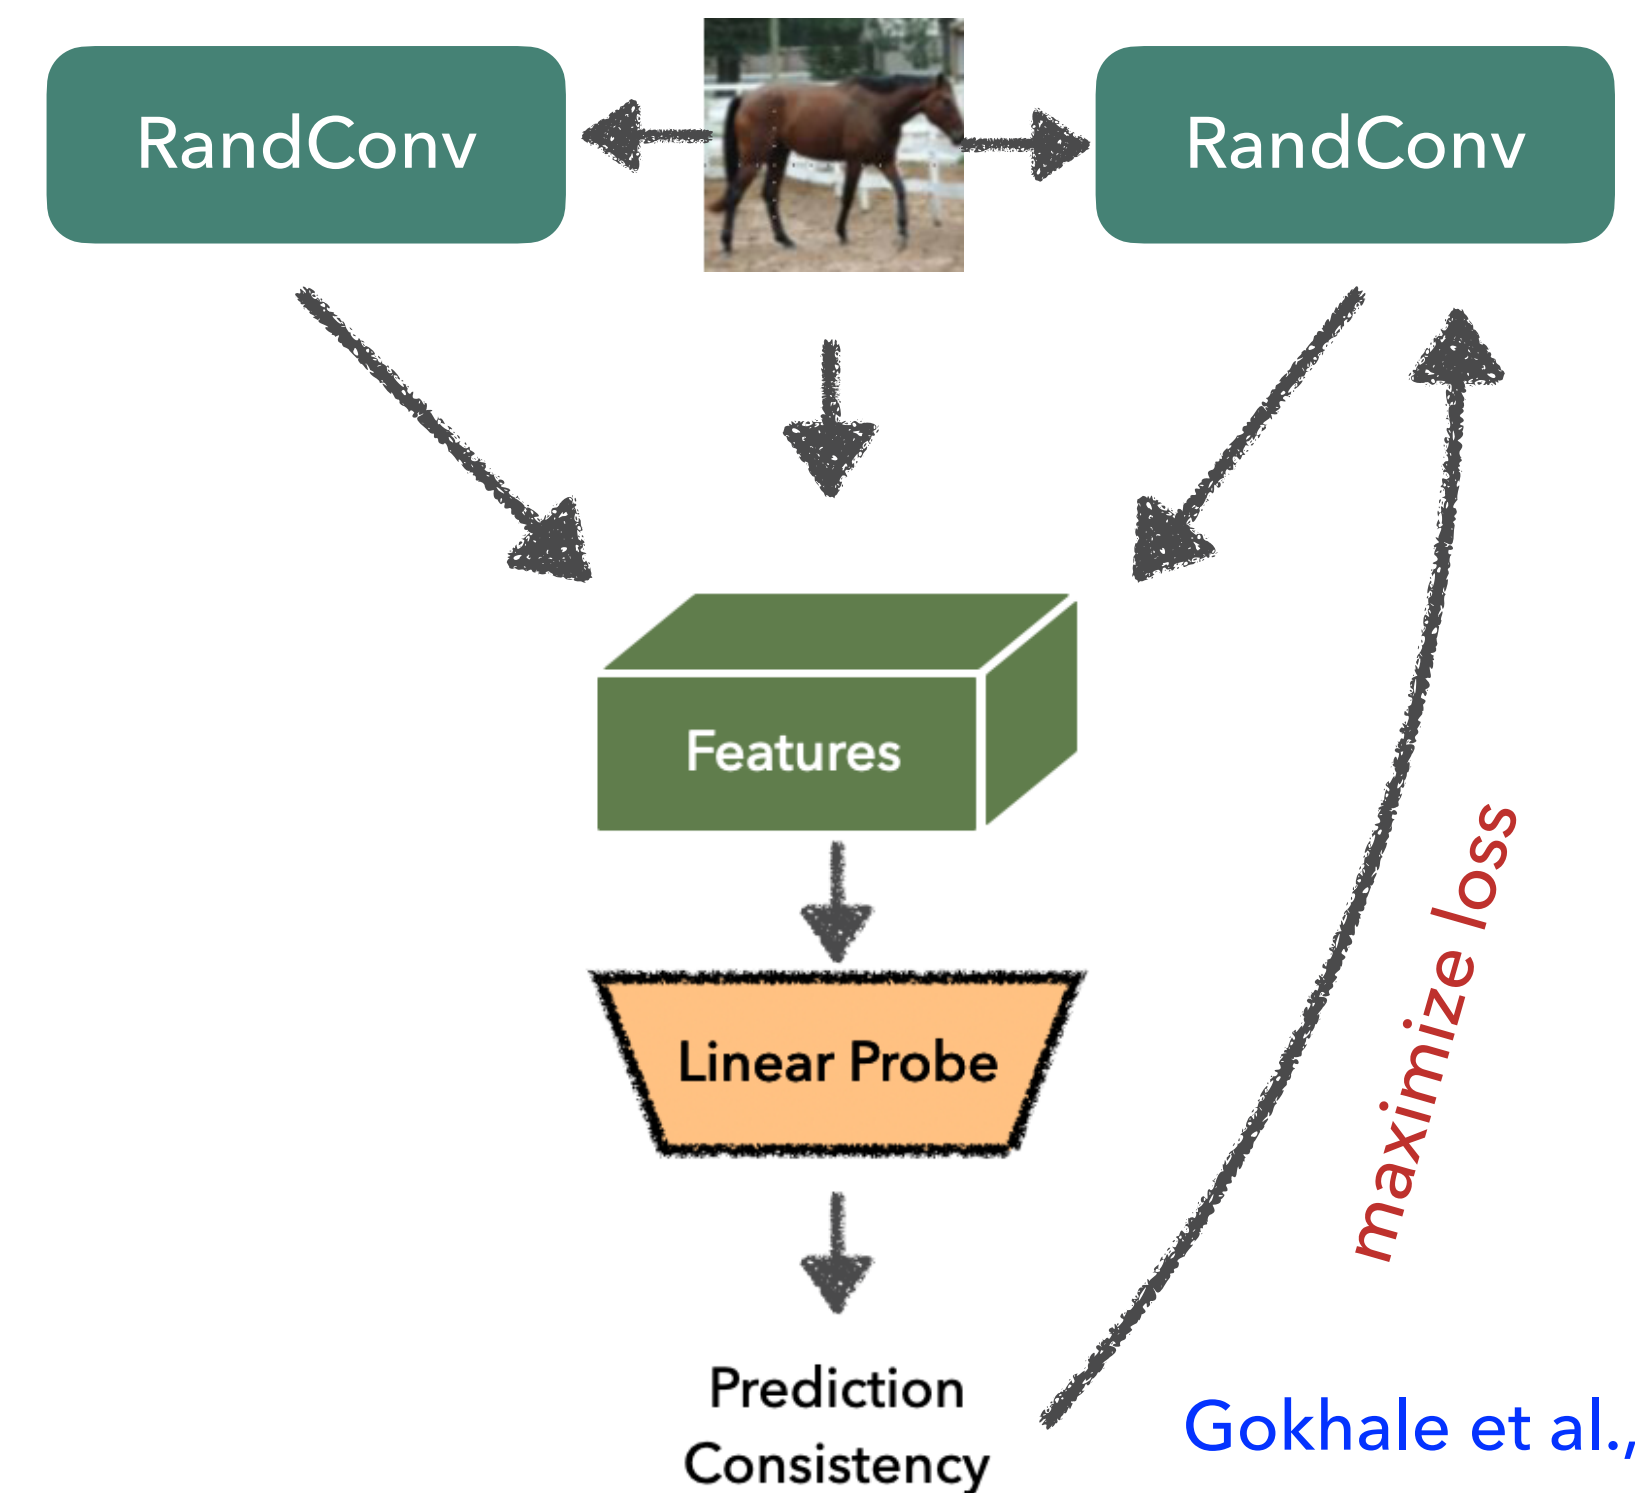 RandConv
RandConv
Features
Linear Probe
maximize loss
Prediction
Consistency
Gokhale et al.,